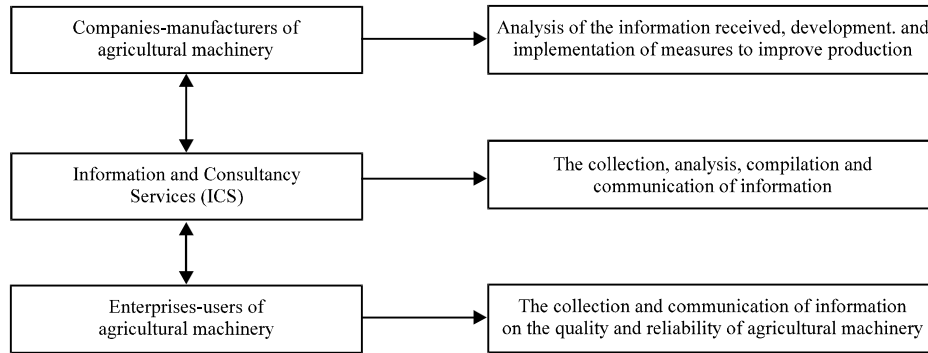 Companies-manufacturers of
agricultural machinery
Analysis of the information received, development. and
implementation of measures to improve production
Information and Consultancy
Services (ICS)
The collection, analysis, compilation and
communication of information
Enterprises-users of
agricultural machinery
The collection and communication of information
on the quality and reliability of agricultural machinery